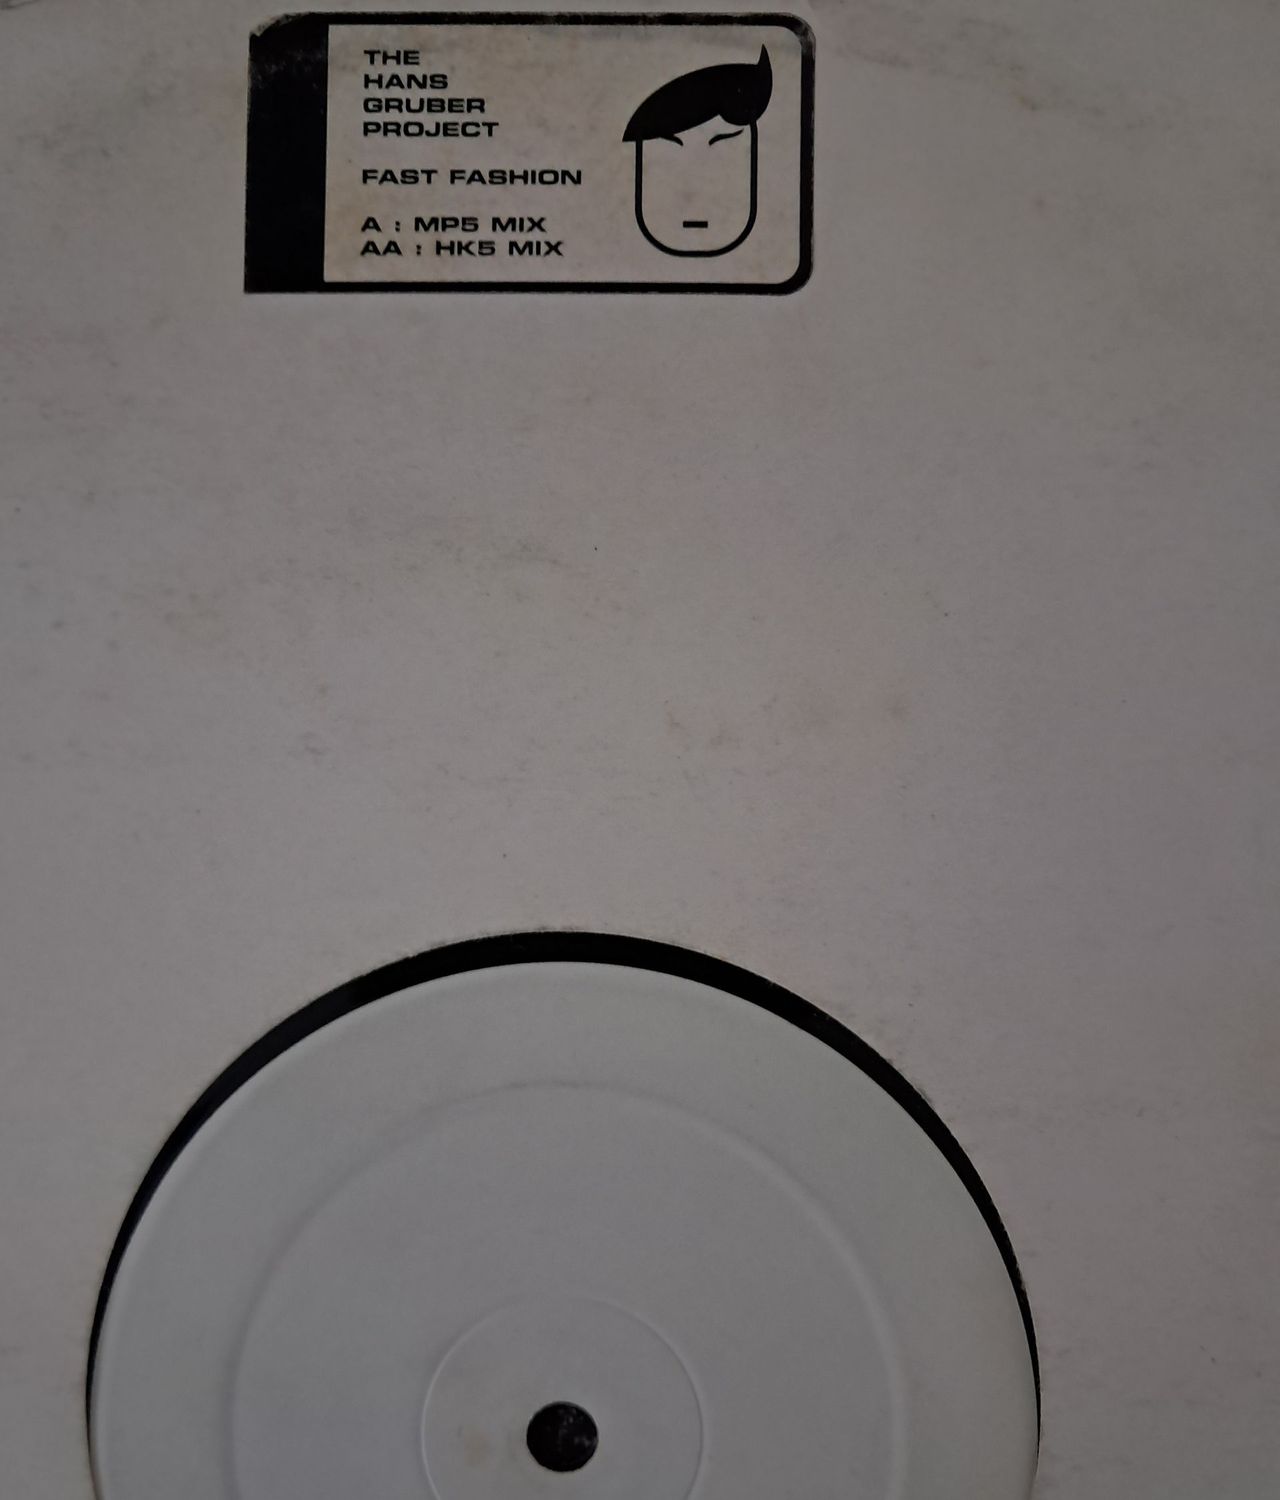 THE
HANS
GRUBER
PROJECT
FAST FASHION
A : MP5 MIX
AA : HK5 MIX